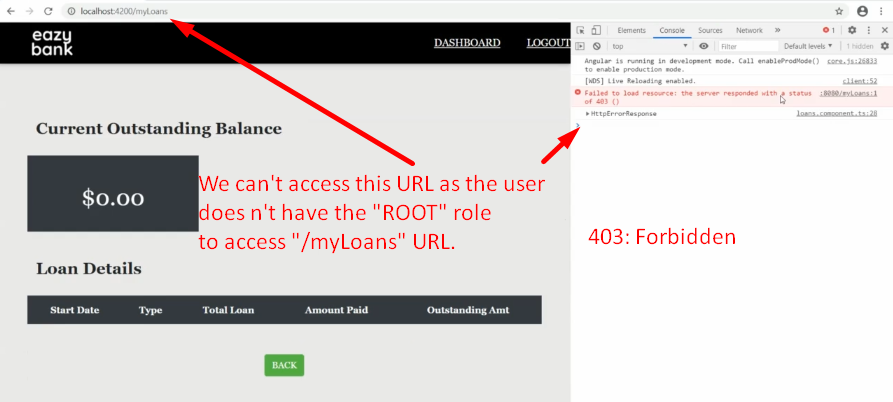 localhost:4200/myLoans
eazy
bank
DASHBOARD
LOGOUT
Elements Console Sources Network » 1
top Filter Default levels 1 hidden
Angular is running in development mode. Call enableProdMode() core.js:26833
to enable production mode.
[WDS] Live Reloading enabled. client:52
Failed to load resource: the server responded with a status :8080/myLoans:1
of 403 ()
HttpErrorResponse loans.component.ts:28
Current Outstanding Balance
$0.00
We can't access this URL as the user
does n't have the "ROOT" role
to access "/myLoans" URL.
403: Forbidden
Loan Details
Start Date Type Total Loan Amount Paid Outstanding Amt
BACK